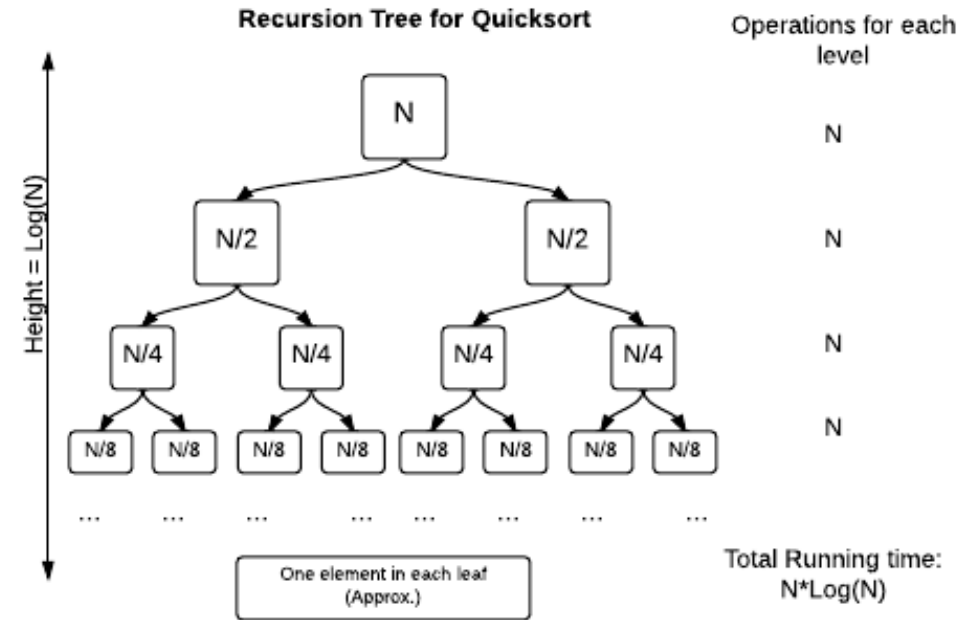 Recursion Tree for Quicksort
Operations for each
level
Height = Log(N)
N
N
N/2
N/2
N
N/4
N/4
N/4
N/4
N
N/8
N/8
N/8
N/8
N/8
N/8
N/8
N/8
N
...
...
...
...
...
...
...
...
One element in each leaf
(Approx.)
Total Running time:
N*Log(N)